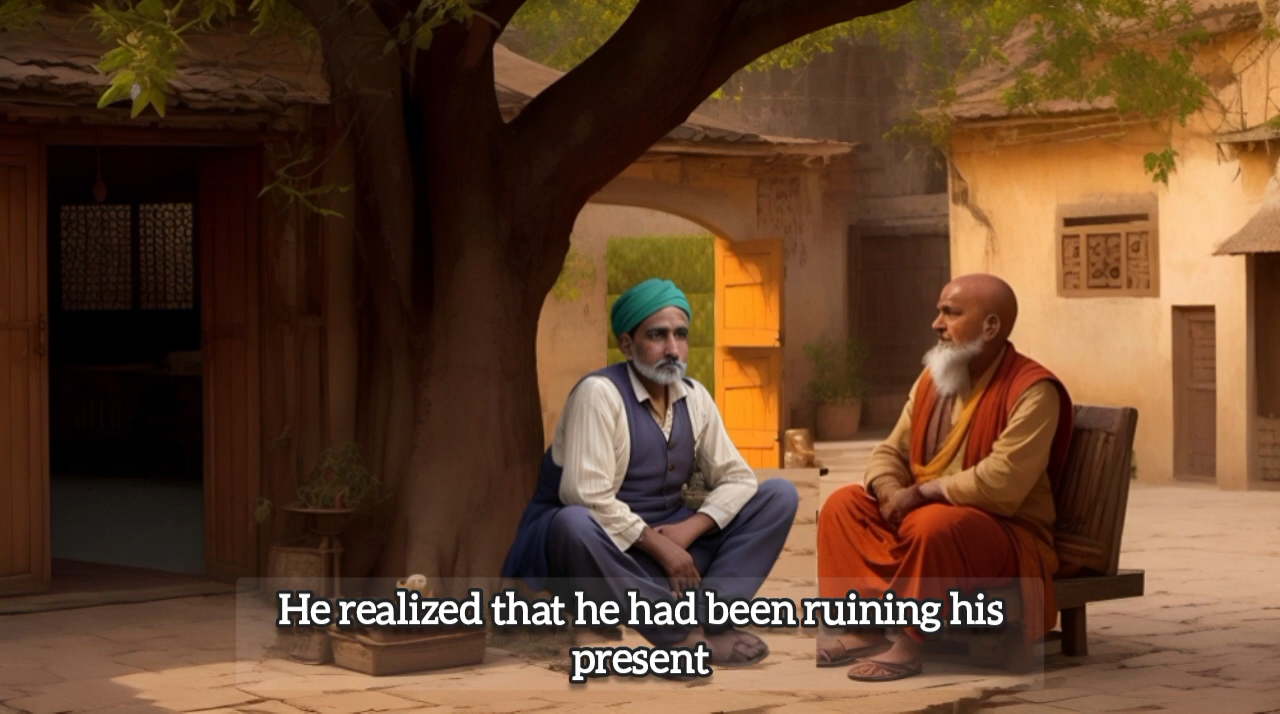 He realized that he had been ruining his
present